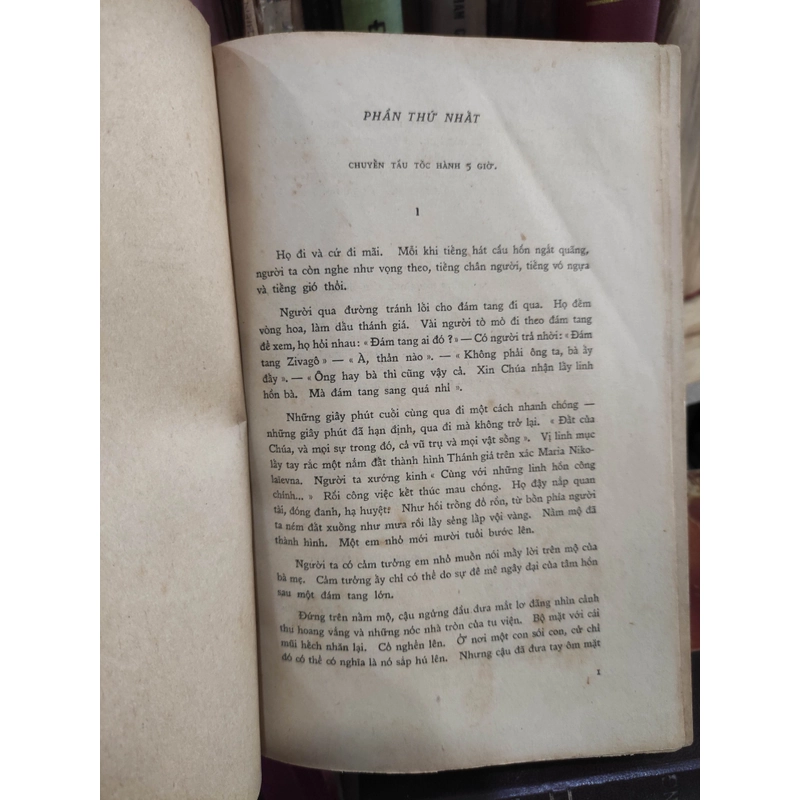 PHẦN THỨ NHẤT
CHUYẾN TẦU TỐC HÀNH 5 GIỜ.
1
Họ đi và cứ đi mãi. Mỗi khi tiếng hát cầu hồn ngắt quãng,
người ta còn nghe như vọng theo, tiếng chân người, tiếng vó ngựa
và tiếng gió thổi.
Người qua đường tránh lối cho đám tang đi qua. Họ đếm
vòng hoa, làm dấu thánh giá. Vài người tò mò đi theo đám tang
để xem, họ hỏi nhau: « Đám tang ai đó ? » — Có người trả nhời: « Đám
tang Zivagô » — « À, thản nào ». — « Không phải ông ta, bà ấy
đấy ». — « Ông hay bà thì cũng vậy cả. Xin Chúa nhận lấy linh
hồn bà. Mà đám tang sang quá nhỉ ».
Những giây phút cuối cùng qua đi một cách nhanh chóng —
những giây phút đã hạn định, qua đi mà không trở lại. « Đất của
Chúa, và mọi sự trong đó, cả vũ trụ và mọi vật sống ». Vị linh mục
lấy tay rắc một nắm đất thành hình Thánh giá trên xác Maria Niko-
laievna. Người ta xướng kinh « Cùng với những linh hồn công
chính... » Rồi công việc kết thúc mau chóng. Họ đậy nắp quan
tài, đóng đanh, hạ huyệt. Như hồi trống đổ rồn, từ bốn phía người
ta ném đất xuống như mưa rồi lấy sẻng lấp vội vàng. Nấm mộ đã
thành hình. Một em nhỏ mới mười tuổi bước lên.
Người ta có cảm tưởng em nhỏ muốn nói mấy lời trên mộ của
bà mẹ. Cảm tưởng ấy chỉ có thể do sự đê mê ngây dại của tâm hồn
sau một đám tang lớn.
Đứng trên nấm mộ, cậu ngửng đầu đưa mắt lơ đãng nhìn cảnh
thu hoang vắng và những nóc nhà tròn của tu viện. Bộ mặt với cái
mũi hếch nhăn lại. Cổ nghển lên. Ở nơi một con sói con, cử chỉ
đó có thể có nghĩa là nó sắp hú lên. Nhưng cậu đã đưa tay ôm mặt
1